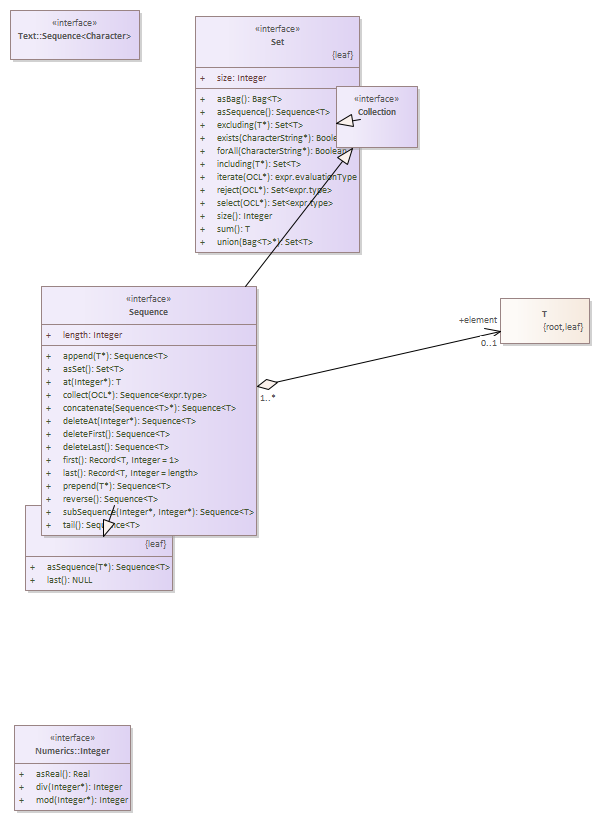 «interface»
Text::Sequence<Character>
«interface»
Set
{leaf}
+ size: Integer
+ asBag(): Bag<T>
+ asSequence(): Sequence<T>
+ excluding(T*): Set<T>
+ exists(CharacterString*): Boole
+ forAll(CharacterString*): Boolean
+ including(T*): Set<T>
+ iterate(OCL*): expr.evaluationType
+ reject(OCL*): Set<expr.type>
+ select(OCL*): Set<expr.type>
+ size(): Integer
+ sum(): T
+ union(Bag<T>*): Set<T>
«interface»
Collection
«interface»
Sequence
+ length: Integer
+ append(T*): Sequence<T>
+ asSet(): Set<T>
+ at(Integer*): T
+ collect(OCL*): Sequence<expr.type>
+ concatenate(Sequence<T>*): Sequence<T>
+ deleteAt(Integer*): Sequence<T>
+ deleteFirst(): Sequence<T>
+ deleteLast(): Sequence<T>
+ first(): Record<T, Integer = 1>
+ last(): Record<T, Integer = length>
+ prepend(T*): Sequence<T>
+ reverse(): Sequence<T>
+ subSequence(Integer*, Integer*): Sequence<T>
+ tail(): Sequence<T>
+element
0..1
1..*
T
{root,leaf}
{leaf}
+ asSequence(T*): Sequence<T>
+ last(): NULL
«interface»
Numerics::Integer
+ asReal(): Real
+ div(Integer*): Integer
+ mod(Integer*): Integer